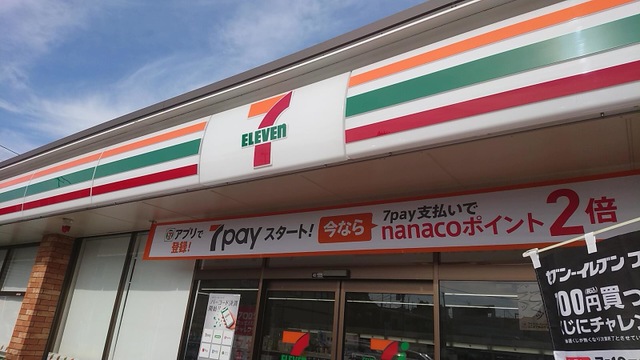 7
ELEVEn
アプリで
登録!
7pay スタート!
今なら
7pay支払いで
nanacoポイント
2倍
セブン-イレブン
00円買っ
じにチャレン